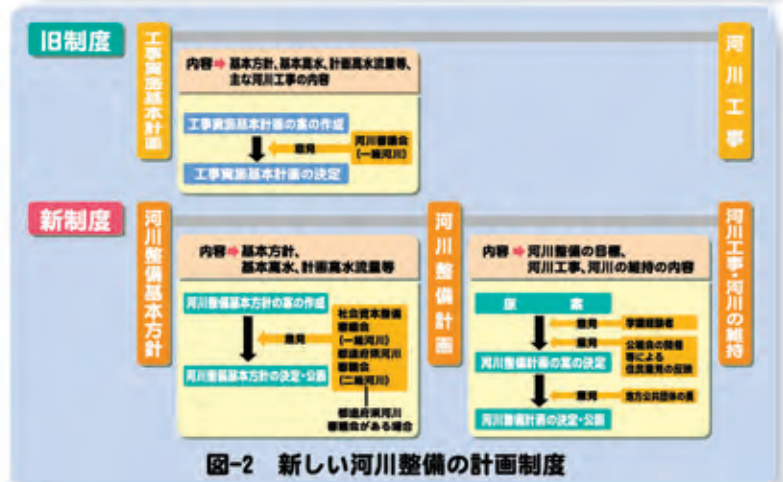 旧制度
工事実施基本計画
内容➡基本方針、基本高水、計画高水流量等、
主な河川工事の内容
工事実施基本計画の案の作成
意見
河川審議会
(一級河川)
工事実施基本計画の決定
河川工事
新制度
河川整備基本方針
内容➡基本方針、
基本高水、計画高水流量等
河川整備基本方針の案の作成
意見
社会資本整備
審議会
(一級河川)
都道府県河川
審議会
(二級河川)
都道府県河川
審議会がある場合
河川整備基本方針の決定・公表
河川整備計画
内容➡河川整備の目標、
河川工事、河川の維持の内容
原案
意見
学識経験者
意見
公聴会の開催
等による
住民意見の反映
河川整備計画の案の決定
意見
地方公共団体の長
河川整備計画の決定・公表
河川工事・河川の維持
図-2 新しい河川整備の計画制度